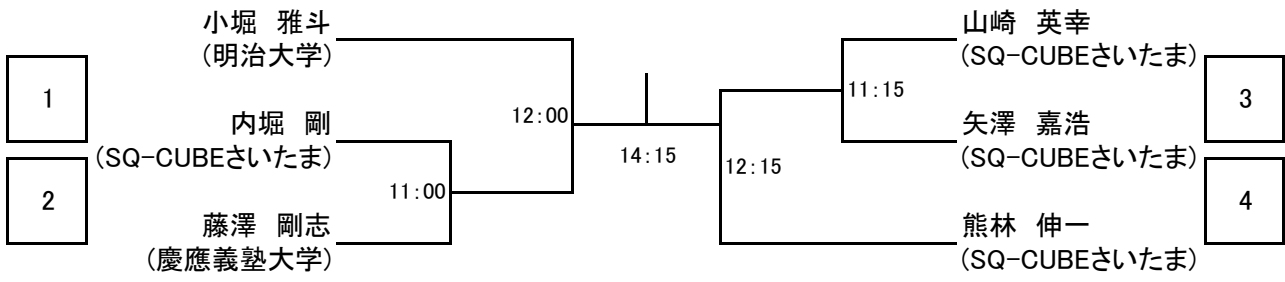 小堀　雅斗
(明治大学)
1
12:00
内堀　剛
(SQ-CUBEさいたま)
2
11:00
藤澤　剛志
(慶應義塾大学)
14:15
山崎　英幸
(SQ-CUBEさいたま)
11:15
3
矢澤　嘉浩
(SQ-CUBEさいたま)
12:15
4
熊林　伸一
(SQ-CUBEさいたま)